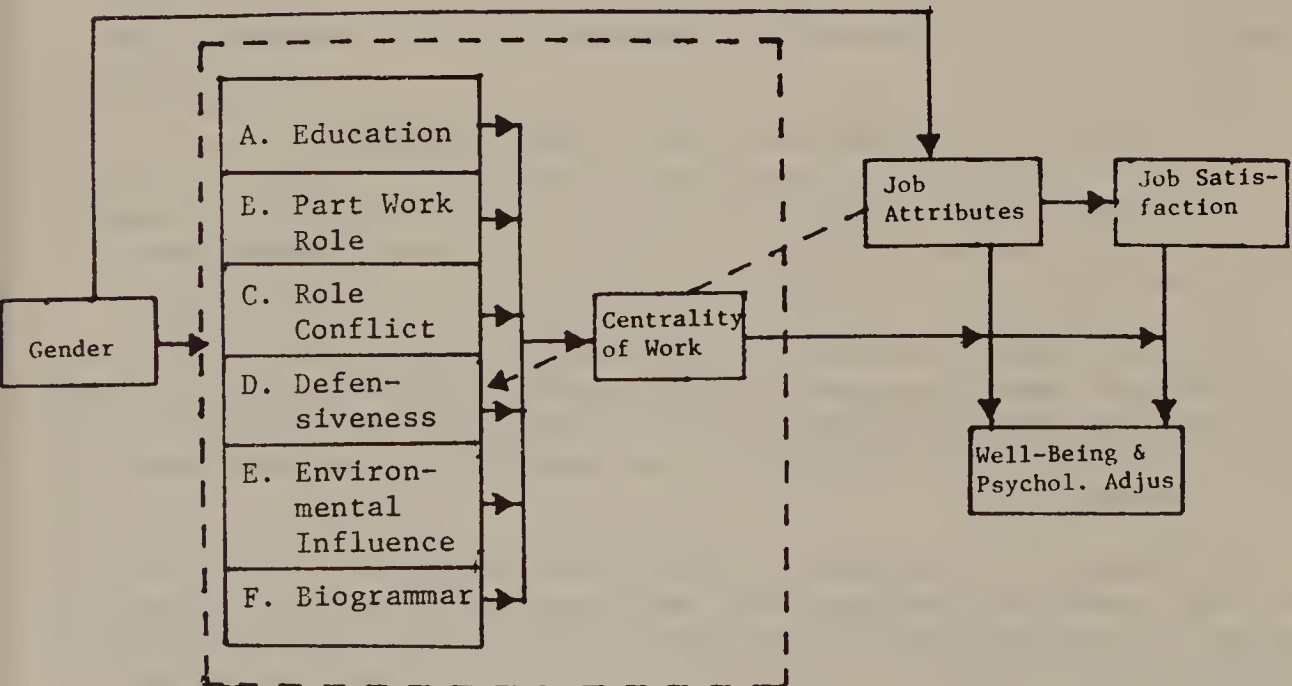 A. Education
B. Part Work
Role
C. Role
Conflict
D. Defen-
siveness
E. Environ-
mental
Influence
F. Biogrammar
Gender
Centrality
of Work
Job
Attributes
Job Satis-
faction
Well-Being &
Psychol. Adjus